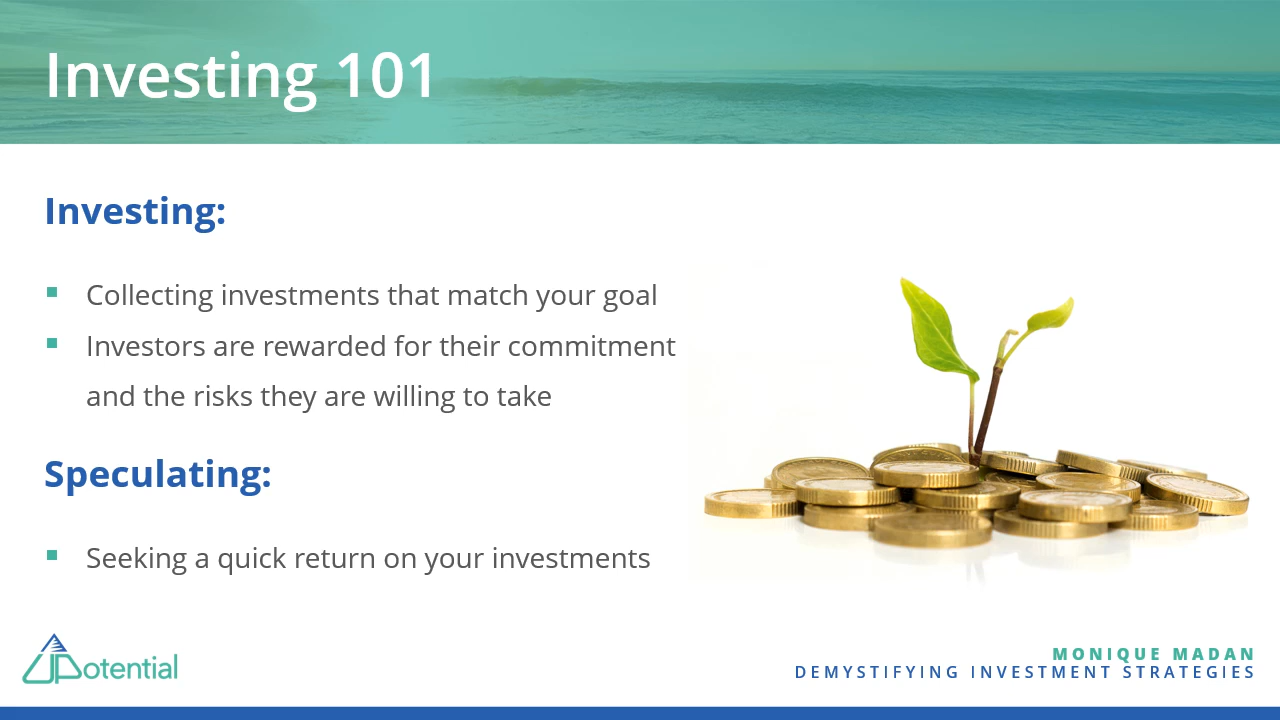 Investing 101
Investing:
Collecting investments that match your goal
Investors are rewarded for their commitment
and the risks they are willing to take
Speculating:
Seeking a quick return on your investments
UPotential
MONIQUE MADAN
DEMYSTIFYING INVESTMENT STRATEGIES